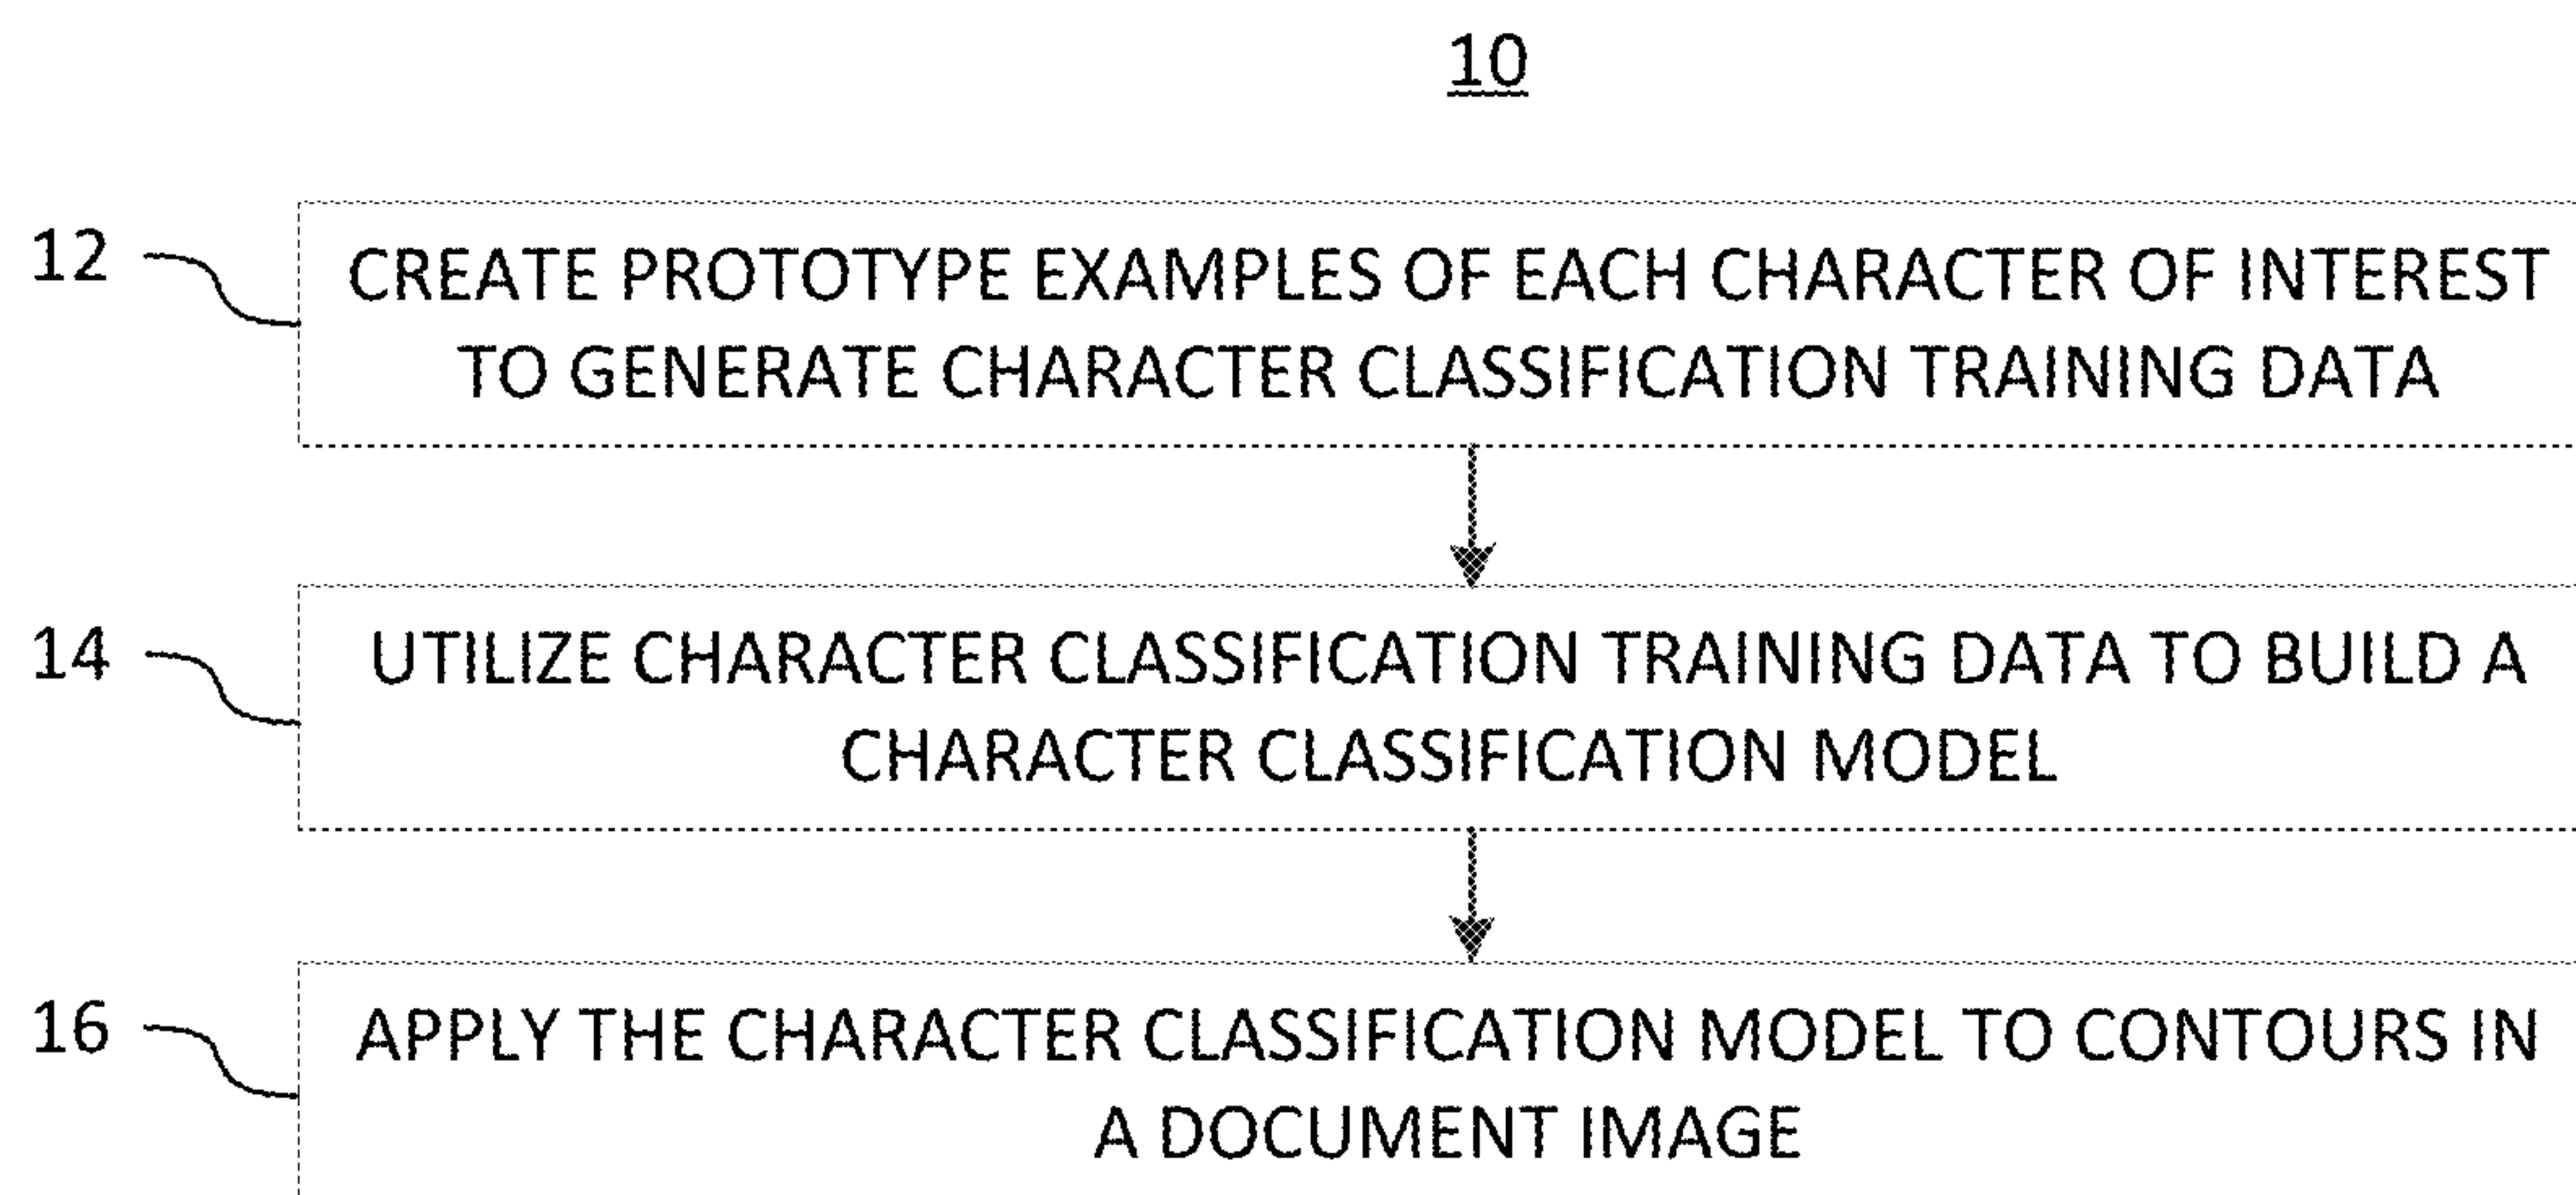 10
12
CREATE PROTOTYPE EXAMPLES OF EACH CHARACTER OF INTEREST
TO GENERATE CHARACTER CLASSIFICATION TRAINING DATA
14
UTILIZE CHARACTER CLASSIFICATION TRAINING DATA TO BUILD A
CHARACTER CLASSIFICATION MODEL
16
APPLY THE CHARACTER CLASSIFICATION MODEL TO CONTOURS IN
A DOCUMENT IMAGE